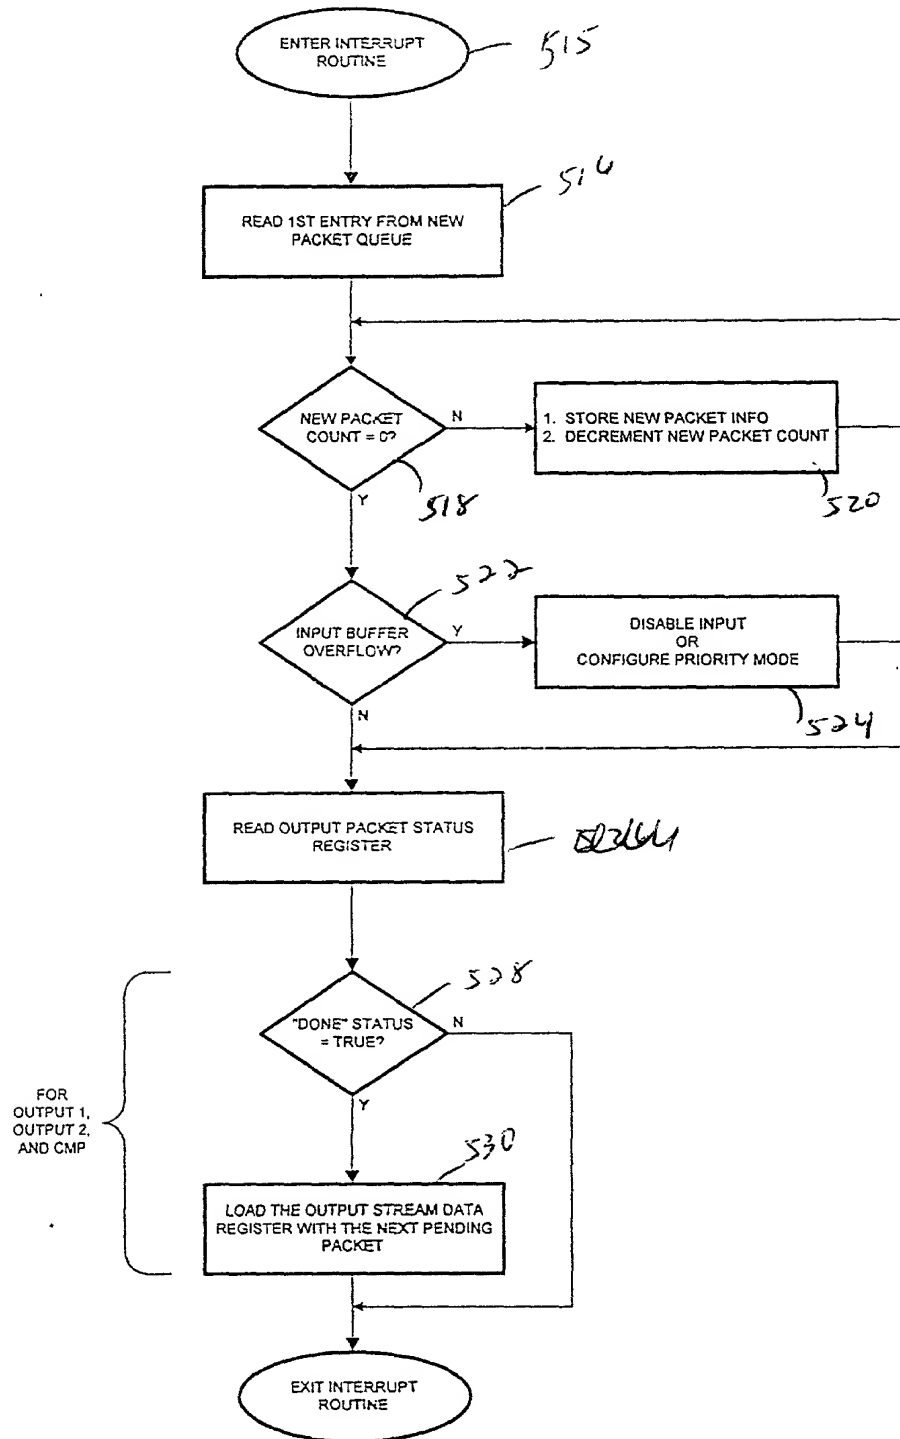 ENTER INTERRUPT
ROUTINE
515
READ 1ST ENTRY FROM NEW
PACKET QUEUE
516
NEW PACKET
COUNT = 0?
N
Y
518
1. STORE NEW PACKET INFO
2. DECREMENT NEW PACKET COUNT
520
INPUT BUFFER
OVERFLOW?
522
Y
N
DISABLE INPUT
OR
CONFIGURE PRIORITY MODE
524
READ OUTPUT PACKET STATUS
REGISTER
"DONE" STATUS
= TRUE?
528
N
Y
FOR
OUTPUT 1,
OUTPUT 2,
AND CMP
530
LOAD THE OUTPUT STREAM DATA
REGISTER WITH THE NEXT PENDING
PACKET
EXIT INTERRUPT
ROUTINE